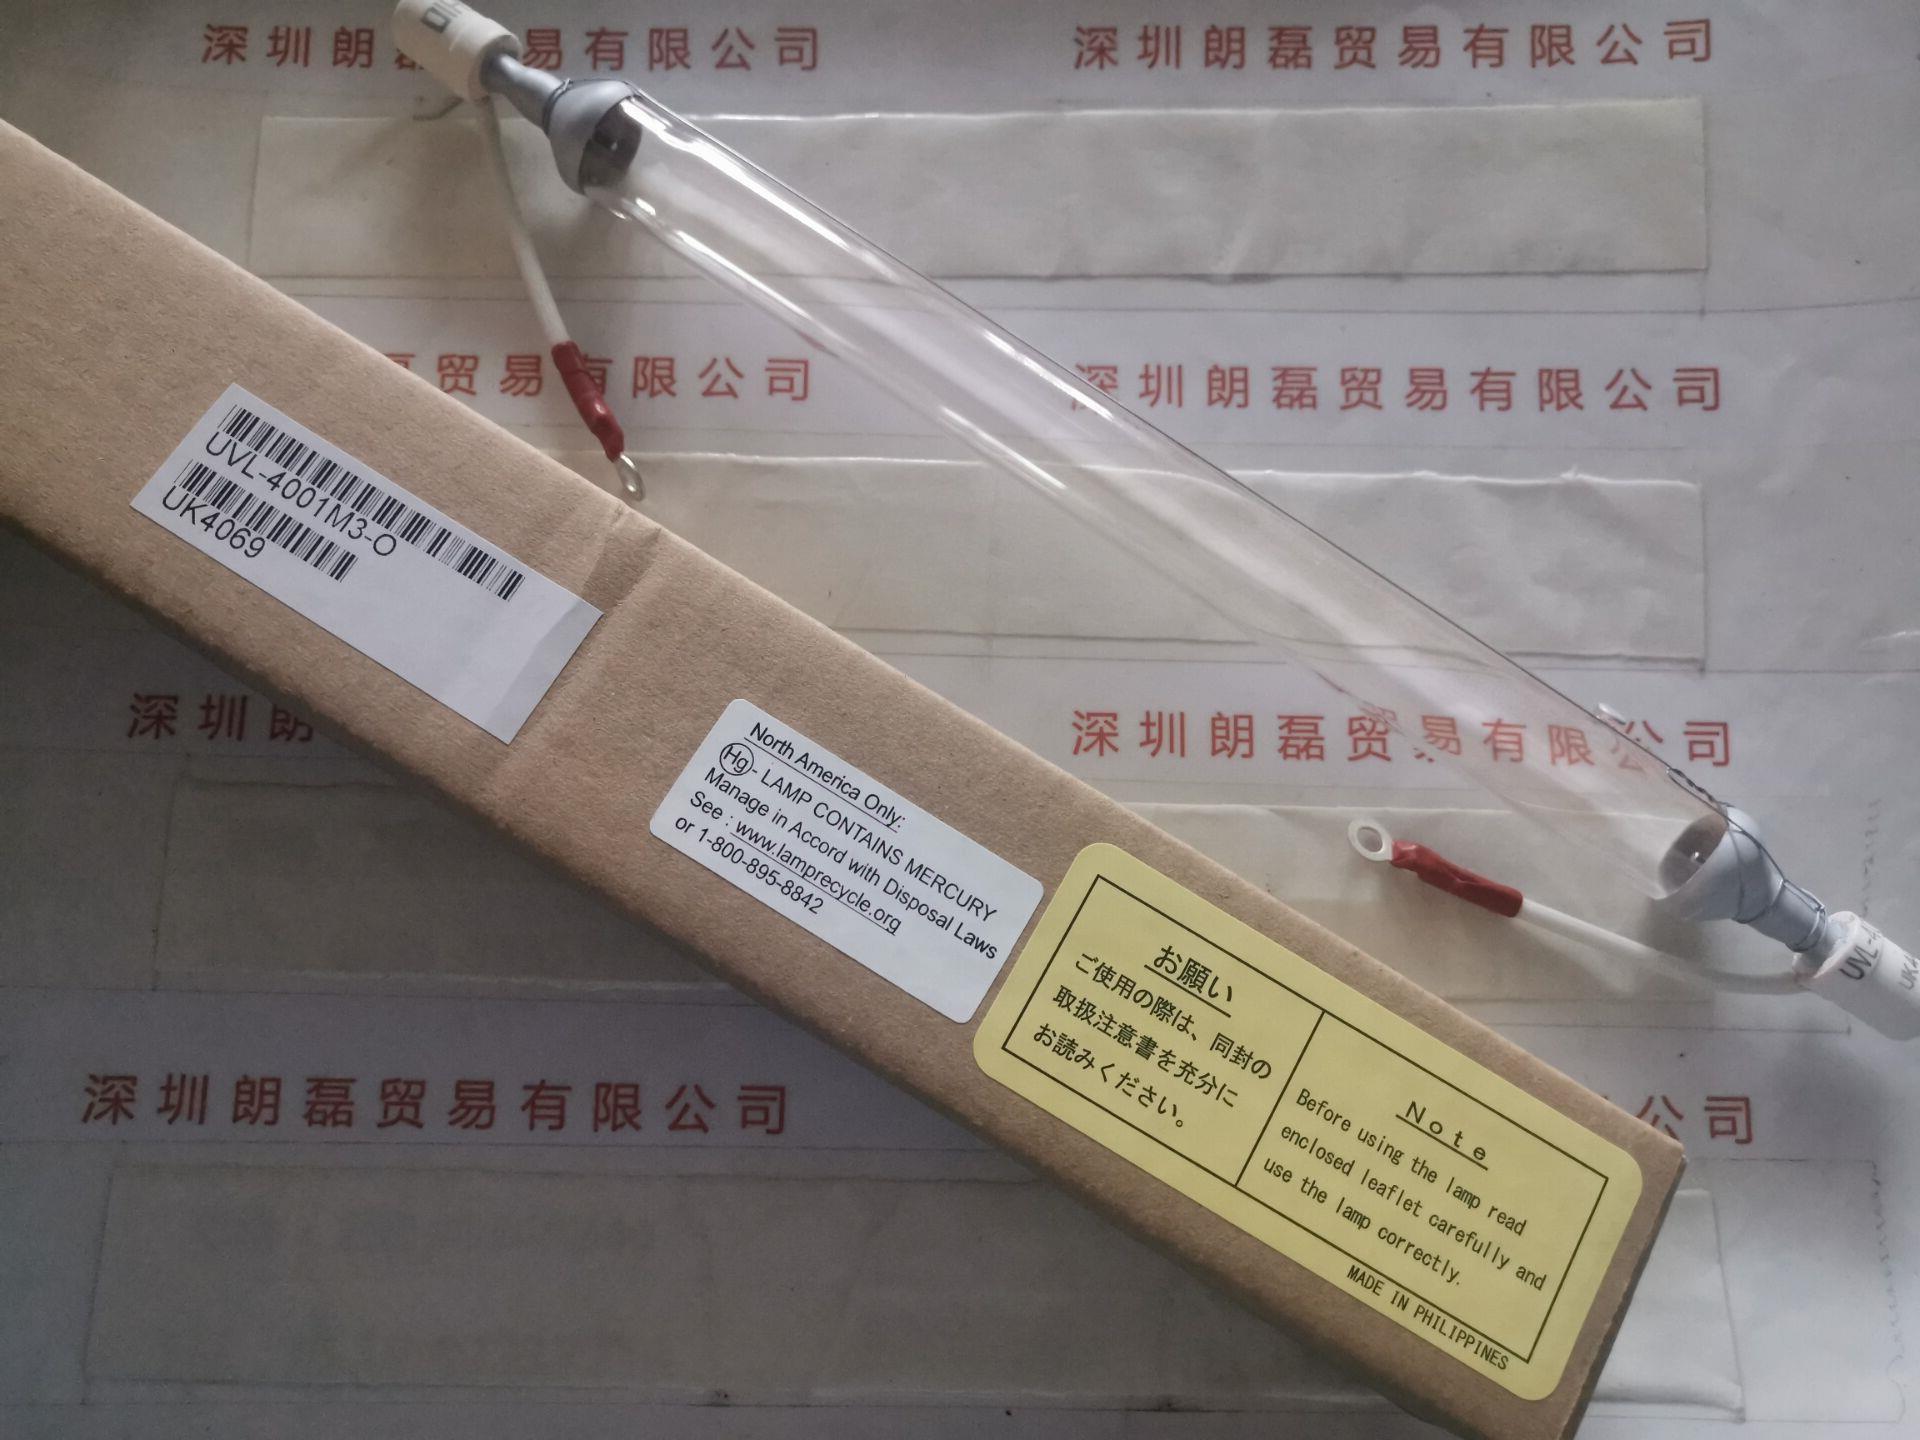 深圳朗磊贸易有限公司
深圳朗磊贸易有限公司
磊贸易有限公司
深圳朗磊贸易有限公司
UVL-4001M3-O
UK4069
深圳朗
深圳朗磊贸易有限公司
North America Only:
Hg - LAMP CONTAINS MERCURY
Manage in Accord with Disposal Laws
See : www.lamprecycle.org
or 1-800-895-8842
お願い
ご使用の際は、同封の
取扱注意書を充分に
お読みください。
Note
Before using the lamp read
enclosed leaflet carefully and
use the lamp correctly.
MADE IN PHILIPPINES
深圳朗磊贸易有限公司
公司